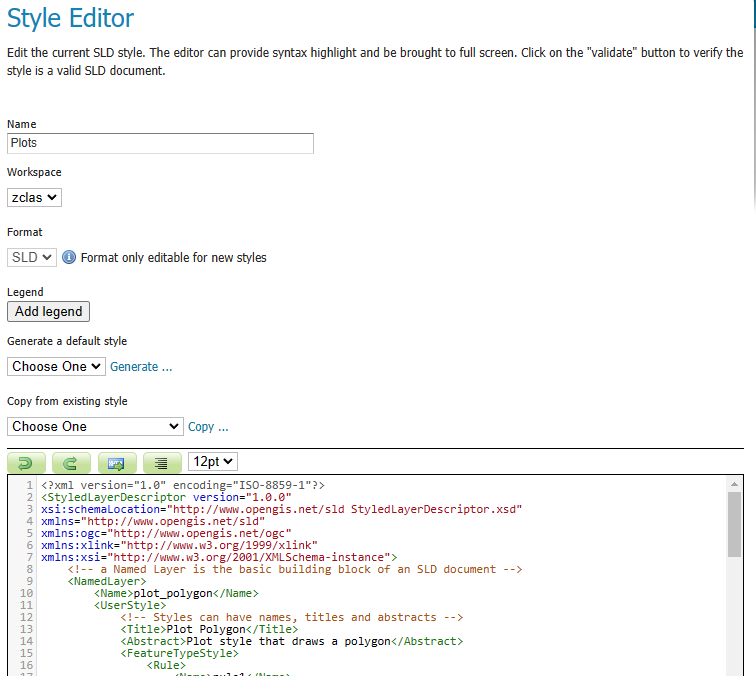 Style Editor
Edit the current SLD style. The editor can provide syntax highlight and be brought to full screen. Click on the "validate" button to verify the
style is a valid SLD document.
Name
Plots
Workspace
zclas
Format
SLD Format only editable for new styles
Legend
Add legend
Generate a default style
Choose One Generate ...
Copy from existing style
Choose One Copy ...
12pt
1 <?xml version="1.0" encoding="ISO-8859-1"?>
2 <StyledLayerDescriptor version="1.0.0"
3 xsi:schemaLocation="http://www.opengis.net/sld StyledLayerDescriptor.xsd"
4 xmlns="http://www.opengis.net/sld"
5 xmlns:ogc="http://www.opengis.net/ogc"
6 xmlns:xlink="http://www.w3.org/1999/xlink"
7 xmlns:xsi="http://www.w3.org/2001/XMLSchema-instance">
8 <!-- a Named Layer is the basic building block of an SLD document -->
9 <NamedLayer>
10 <Name>plot_polygon</Name>
11 <UserStyle>
12 <!-- Styles can have names, titles and abstracts -->
13 <Title>Plot Polygon</Title>
14 <Abstract>Plot style that draws a polygon</Abstract>
15 <FeatureTypeStyle>
16 <Rule>